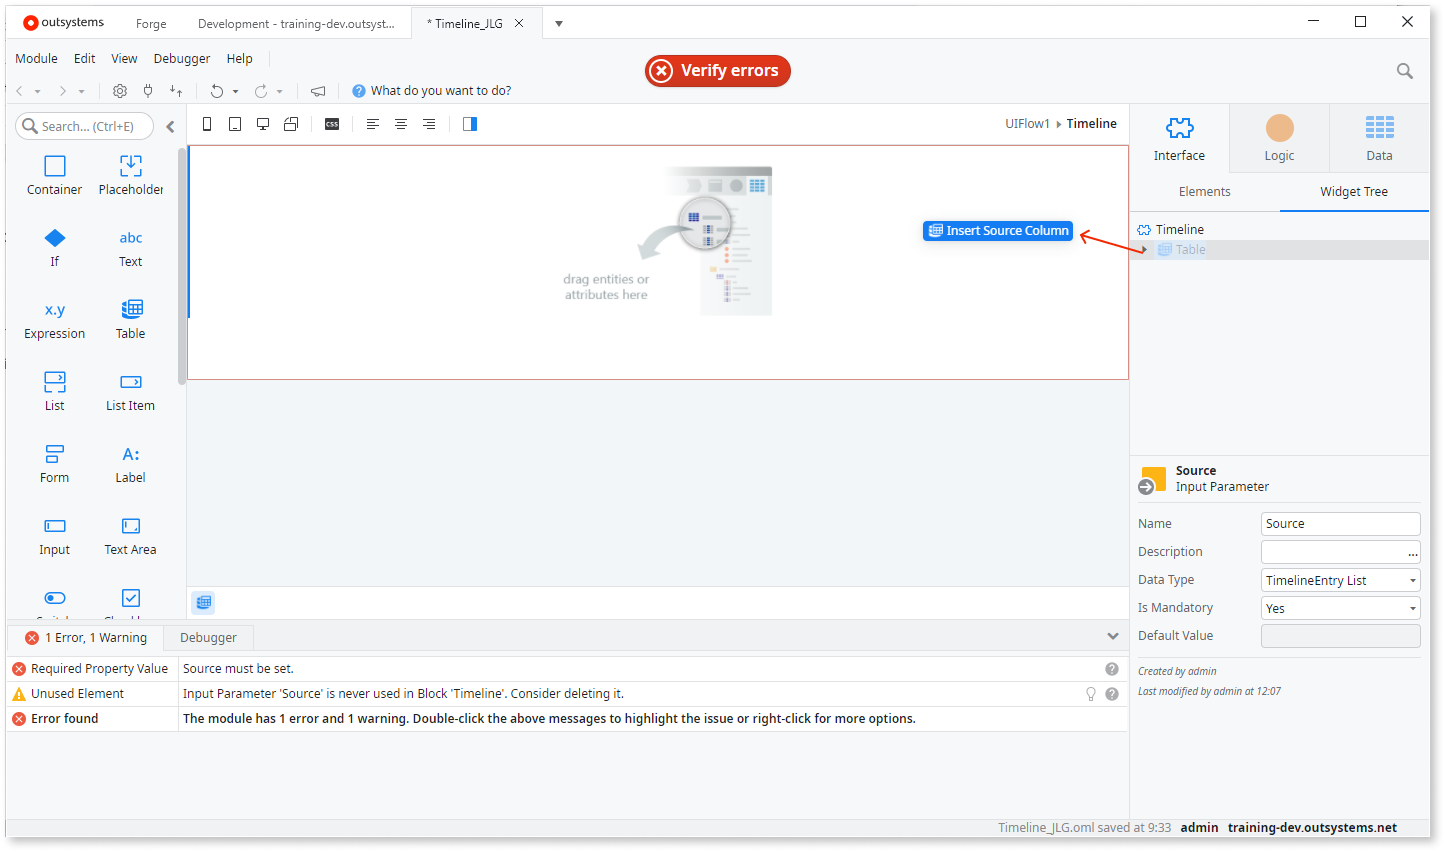 outsystems
Forge
Development - training-dev.outsyst...
* Timeline_JLG
Module
Edit
View
Debugger
Help
Verify errors
What do you want to do?
Search... (Ctrl+E)
css
UIFlow1
Timeline
Interface
Logic
Data
Elements
Widget Tree
Container
Placeholder
If
abc
Text
x.y
Expression
Table
List
List Item
Form
A:
Label
Input
Text Area
drag entities or
attributes here
Insert Source Column
Timeline
Table
Source
Input Parameter
Name
Source
Description
...
Data Type
TimelineEntry List
Is Mandatory
Yes
Default Value
Created by admin
Last modified by admin at 12:07
1 Error, 1 Warning
Debugger
Required Property Value
Source must be set.
Unused Element
Input Parameter 'Source' is never used in Block 'Timeline'. Consider deleting it.
Error found
The module has 1 error and 1 warning. Double-click the above messages to highlight the issue or right-click for more options.
Timeline_JLG.oml saved at 9:33
admin
training-dev.outsystems.net